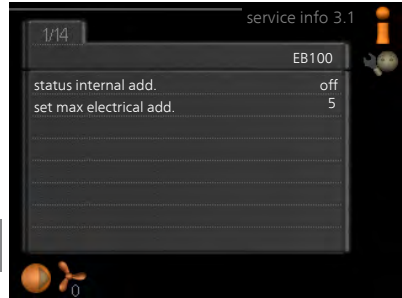 service info 3.1
1/14
EB100
status internal add. off
set max electrical add. 5
0